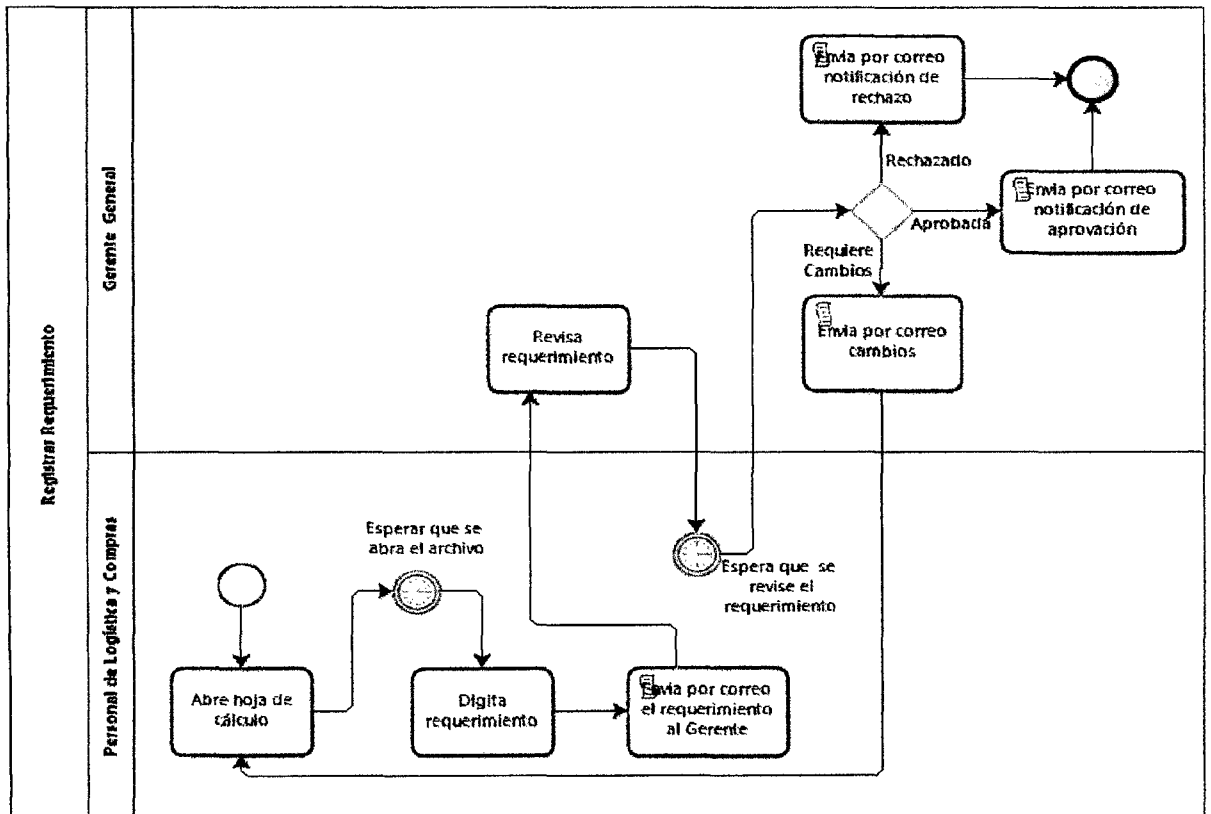 Registrar Requerimiento
Gerente General
Envia por correo
notificación de
rechazo
Rechazado
Aprobada
Envia por correo
notificación de
aprovación
Requiere
Cambios
Envia por correo
cambios
Revisa
requerimiento
Personal de Logística y Compras
Esperar que se
abra el archivo
Espera que se
revise el
requerimiento
Abre hoja de
cálculo
Digita
requerimiento
Envia por correo
el requerimiento
al Gerente